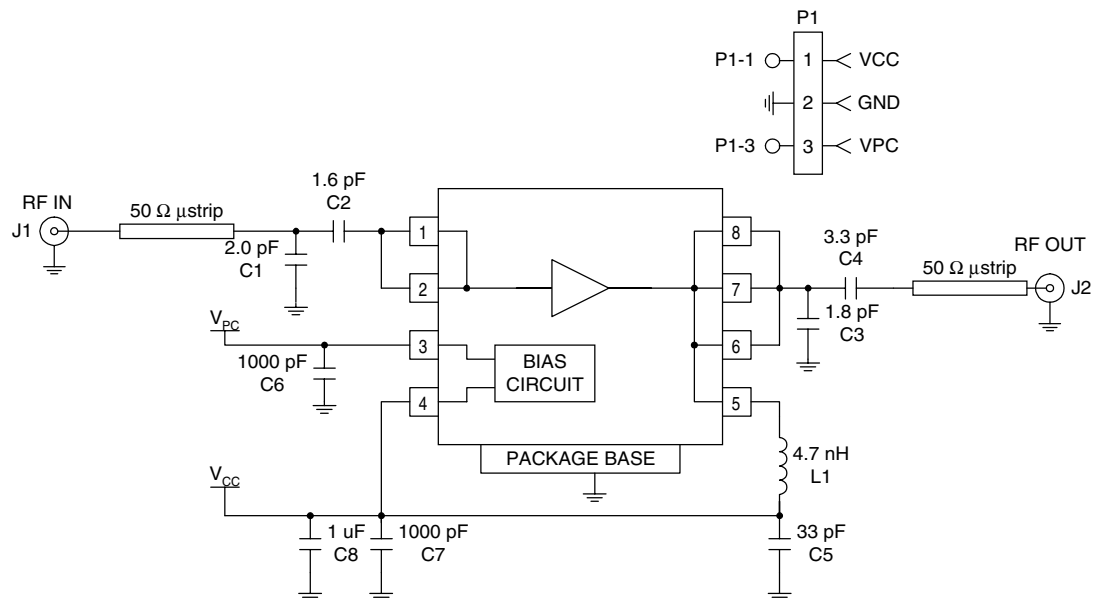 P1
P1-1
1
VCC
2
GND
P1-3
3
VPC
RF IN
J1
50 Ω µstrip
1.6 pF
C2
2.0 pF
C1
1
2
3
4
8
7
6
5
3.3 pF
C4
50 Ω µstrip
RF OUT
J2
1.8 pF
C3
V_PC
1000 pF
C6
BIAS
CIRCUIT
PACKAGE BASE
4.7 nH
L1
V_CC
1 uF
C8
1000 pF
C7
33 pF
C5